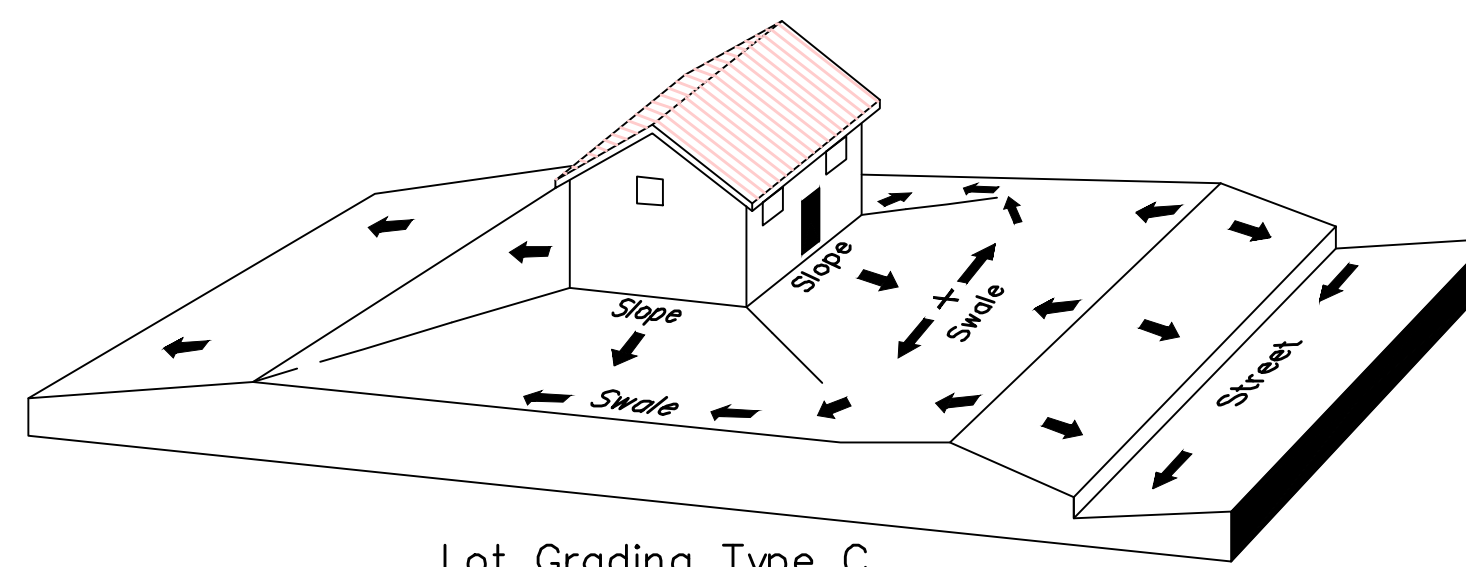 Slope
Swale
Slope
Swale
Street
Lot Grading Type C